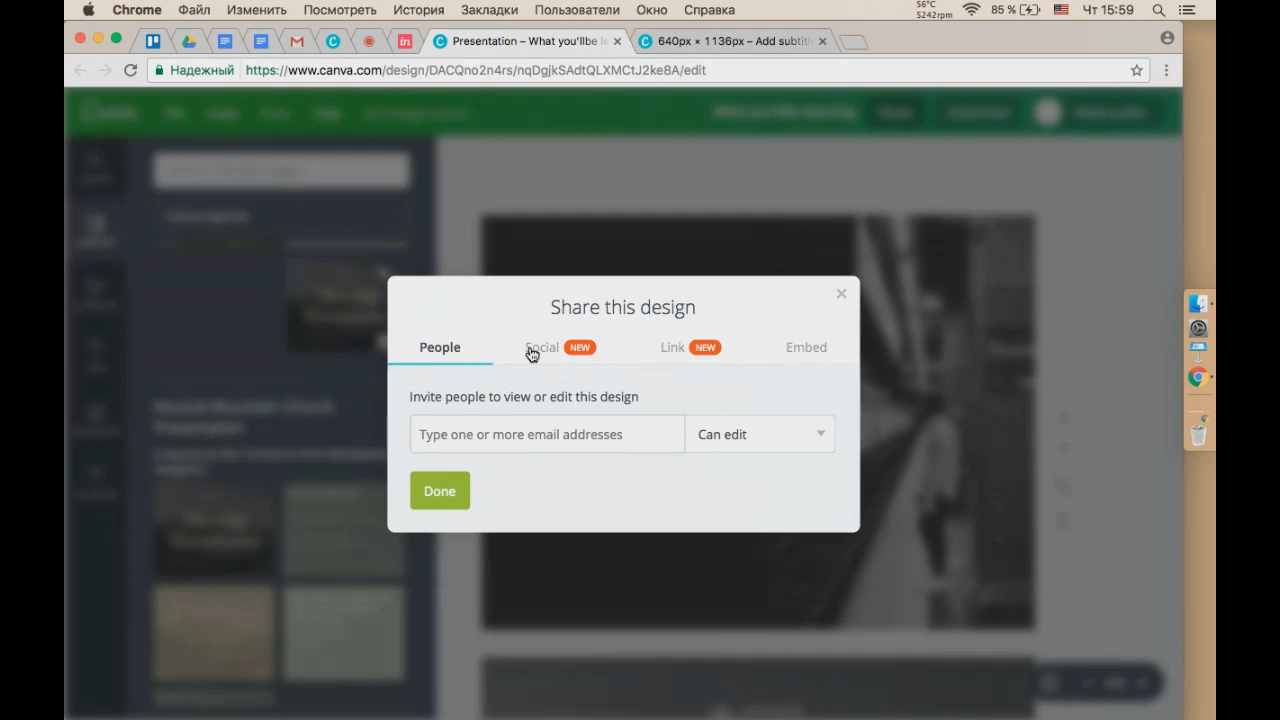 Chrome Файл Изменить Посмотреть История Закладки Пользователи Окно Справка 56°C 5242rpm 85 % Чт 15:59
in Presentation – What you'llbe le 640px × 1136px – Add subtitl
Надежный https://www.canva.com/design/DACQno2n4rs/nqDgjkSAdtQLXMCtJ2ke8A/edit
Share this design
People Social NEW Link NEW Embed
Invite people to view or edit this design
Type one or more email addresses Can edit
Done